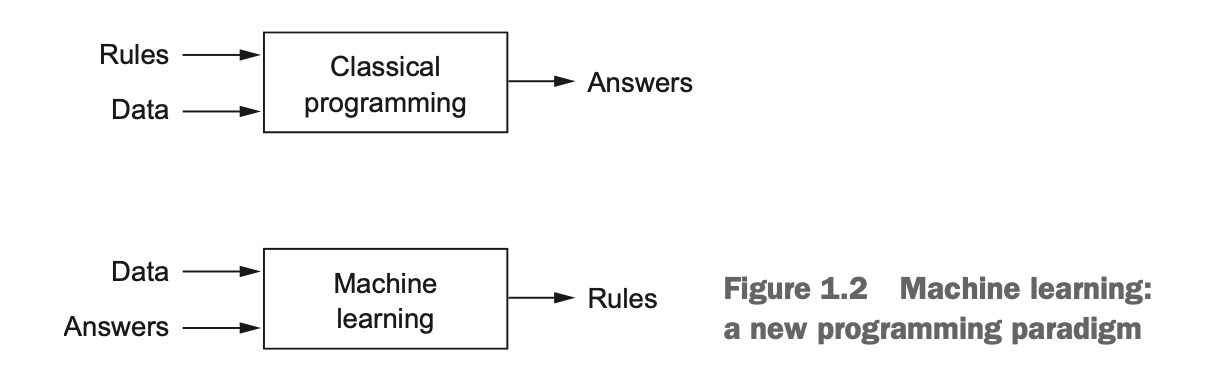 Rules
Data
Classical
programming
Answers
Data
Answers
Machine
learning
Rules
Figure 1.2 Machine learning:
a new programming paradigm